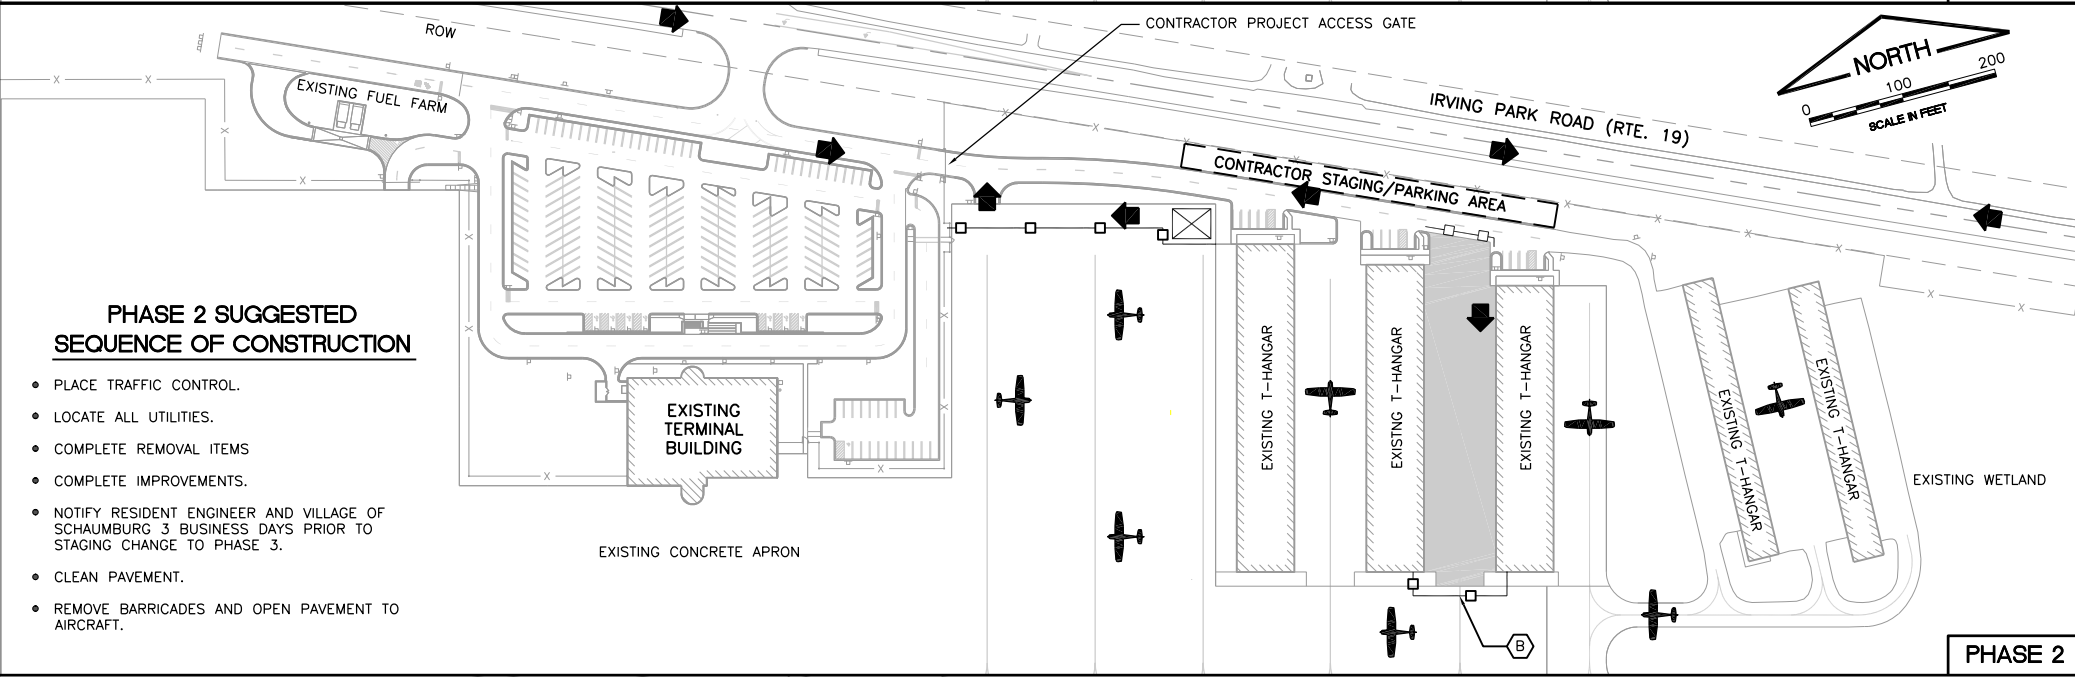 CONTRACTOR PROJECT ACCESS GATE
ROW
NORTH
0 100 200
SCALE IN FEET
EXISTING FUEL FARM
IRVING PARK ROAD (RTE. 19)
CONTRACTOR STAGING/PARKING AREA
PHASE 2 SUGGESTED
SEQUENCE OF CONSTRUCTION
• PLACE TRAFFIC CONTROL.
• LOCATE ALL UTILITIES.
• COMPLETE REMOVAL ITEMS
• COMPLETE IMPROVEMENTS.
• NOTIFY RESIDENT ENGINEER AND VILLAGE OF
SCHAUMBURG 3 BUSINESS DAYS PRIOR TO
STAGING CHANGE TO PHASE 3.
• CLEAN PAVEMENT.
• REMOVE BARRICADES AND OPEN PAVEMENT TO
AIRCRAFT.
EXISTING
TERMINAL
BUILDING
EXISTING CONCRETE APRON
EXISTING T-HANGAR
EXISTNG T-HANGAR
EXISTING T-HANGAR
EXISTING T-HANGAR
EXISTING T-HANGAR
EXISTING WETLAND
B
PHASE 2